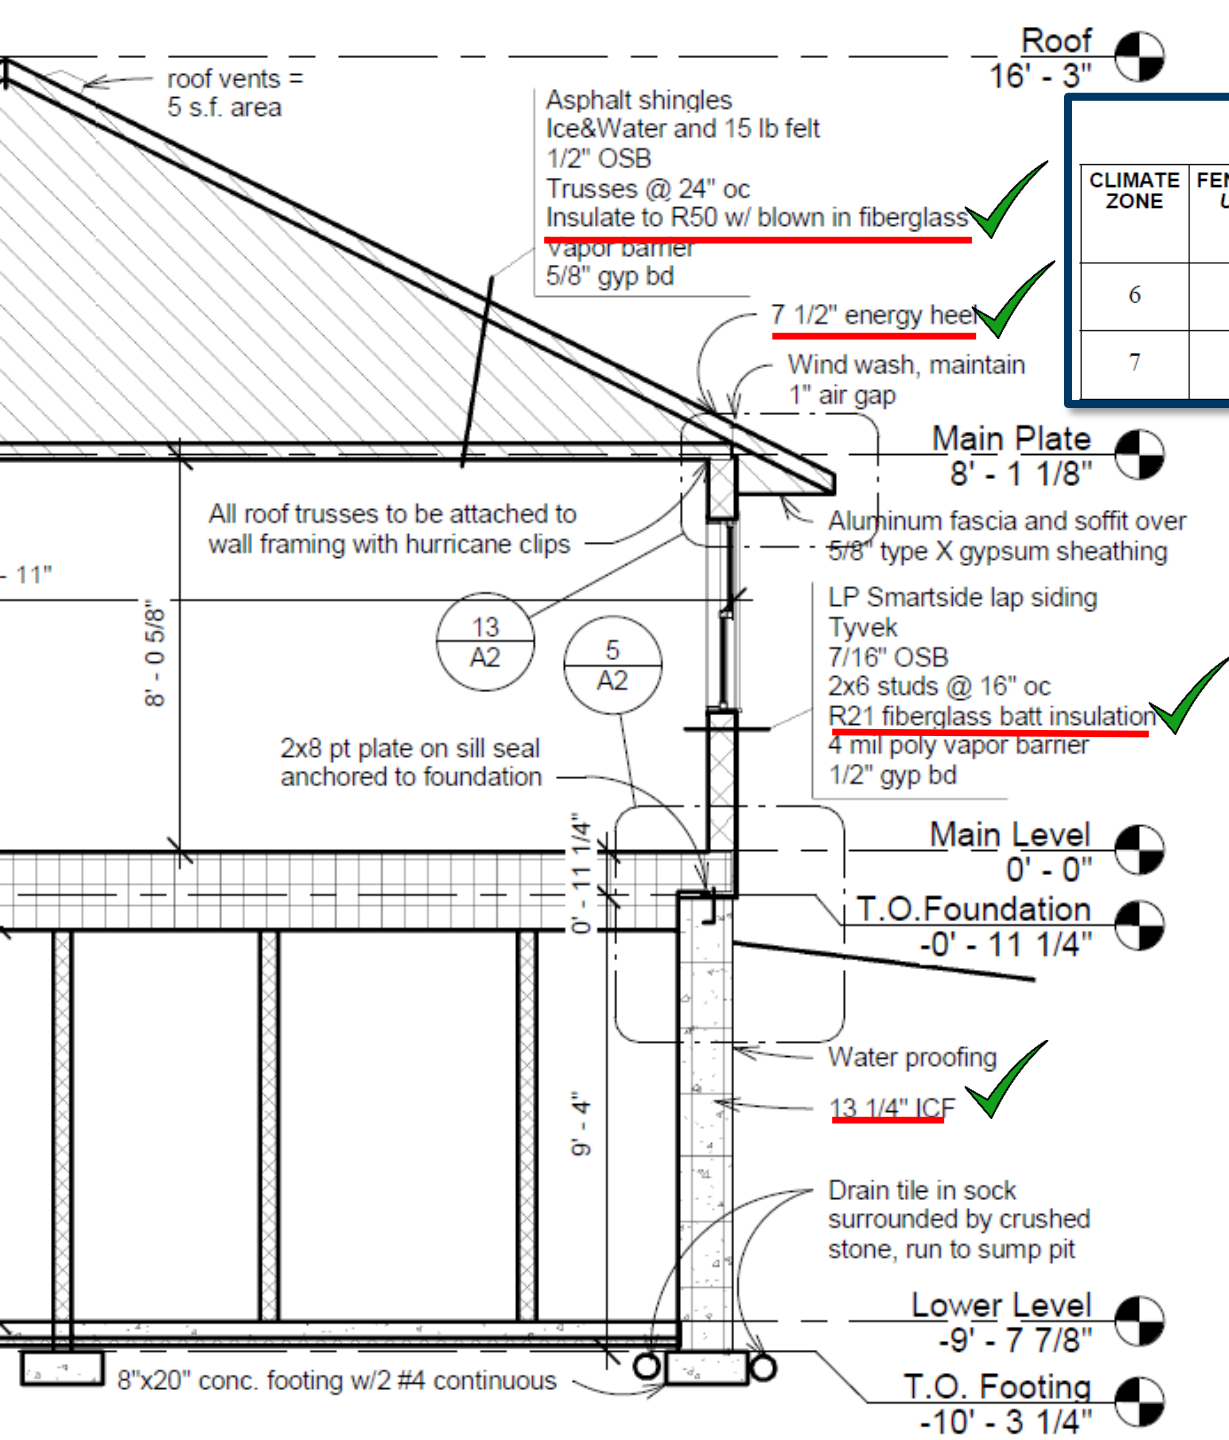 Roof
16' - 3"
roof vents =
5 s.f. area
Asphalt shingles
Ice&Water and 15 lb felt
1/2" OSB
Trusses @ 24" oc
Insulate to R50 w/ blown in fiberglass
Vapor barrier
5/8" gyp bd
CLIMATE
ZONE
6
7
7 1/2" energy heel
Wind wash, maintain
1" air gap
Main Plate
8' - 1 1/8"
All roof trusses to be attached to
wall framing with hurricane clips
Aluminum fascia and soffit over
5/8" type X gypsum sheathing
- 11"
8' - 0 5/8"
13
A2
5
A2
LP Smartside lap siding
Tyvek
7/16" OSB
2x6 studs @ 16" oc
R21 fiberglass batt insulation
4 mil poly vapor barrier
1/2" gyp bd
2x8 pt plate on sill seal
anchored to foundation
0' - 11 1/4"
Main Level
0' - 0"
T.O.Foundation
-0' - 11 1/4"
Water proofing
13 1/4" ICF
9' - 4"
Drain tile in sock
surrounded by crushed
stone, run to sump pit
Lower Level
-9' - 7 7/8"
8"x20" conc. footing w/2 #4 continuous
T.O. Footing
-10' - 3 1/4"